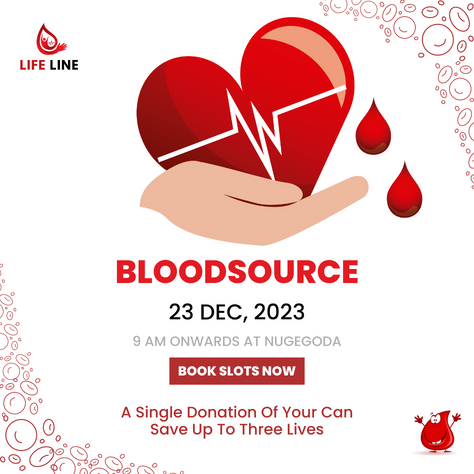 LIFE LINE
BLOODSOURCE
23 DEC, 2023
9 AM ONWARDS AT NUGEGODA
BOOK SLOTS NOW
A Single Donation Of Your Can
Save Up To Three Lives